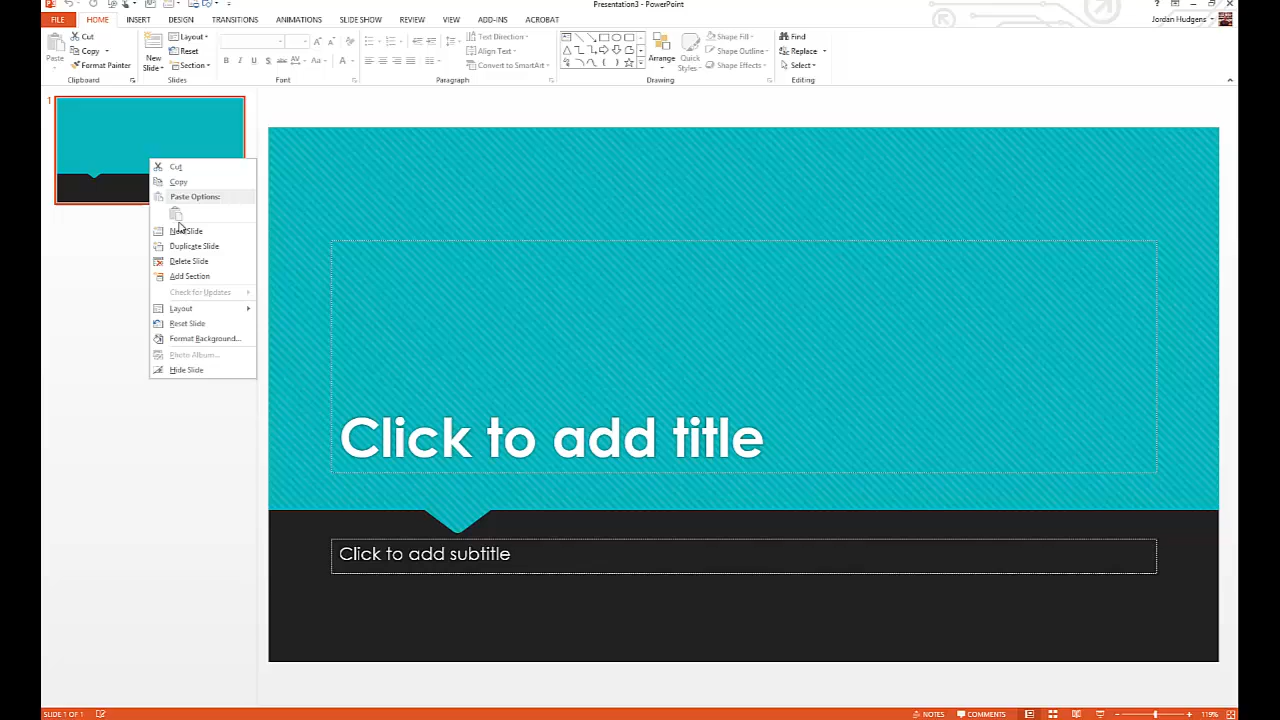 Presentation3 - PowerPoint
FILE HOME INSERT DESIGN TRANSITIONS ANIMATIONS SLIDE SHOW REVIEW VIEW ADD-INS ACROBAT
Jordan Hudgens
Paste
Cut
Copy
Format Painter
Clipboard
New
Slide
Layout
Reset
Section
Slides
Font
Text Direction
Align Text
Convert to SmartArt
Paragraph
Arrange
Quick
Styles
Shape Fill
Shape Outline
Shape Effects
Drawing
Find
Replace
Select
Editing
1
Cut
Copy
Paste Options:
New Slide
Duplicate Slide
Delete Slide
Add Section
Check for Updates
Layout
Reset Slide
Format Background...
Photo Album...
Hide Slide
Click to add title
Click to add subtitle
SLIDE 1 OF 1
NOTES
COMMENTS
119%